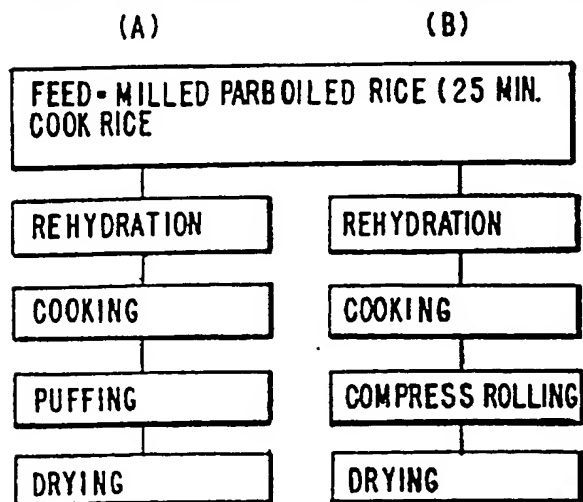 (A) (B)
FEED-MILLED PARBOILED RICE (25 MIN.
COOK RICE
REHYDRATION REHYDRATION
COOKING COOKING
PUFFING COMPRESS ROLLING
DRYING DRYING